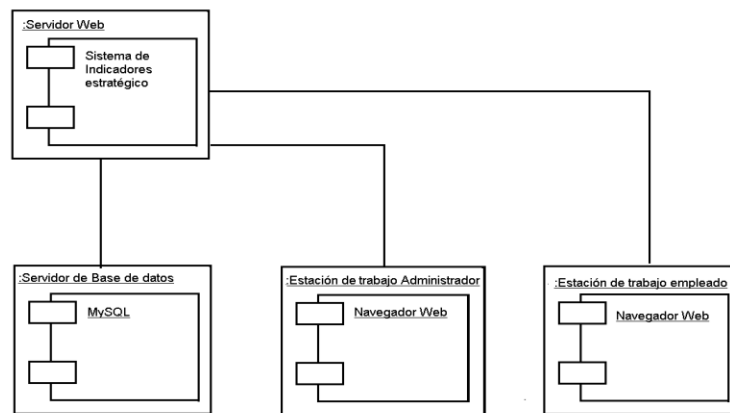 :Servidor Web
Sistema de
Indicadores
estratégico
:Servidor de Base de datos
MySQL
:Estación de trabajo Administrador
Navegador Web
:Estación de trabajo empleado
Navegador Web